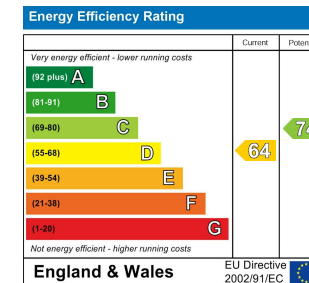 Energy Efficiency Rating
Current
Very energy efficient - lower running costs
(92 plus) A
(81-91) B
(69-80) C
(55-68) D
64
(39-54) E
(21-38) F
(1-20) G
Not energy efficient - higher running costs
England & Wales
EU Directive
2002/91/EC